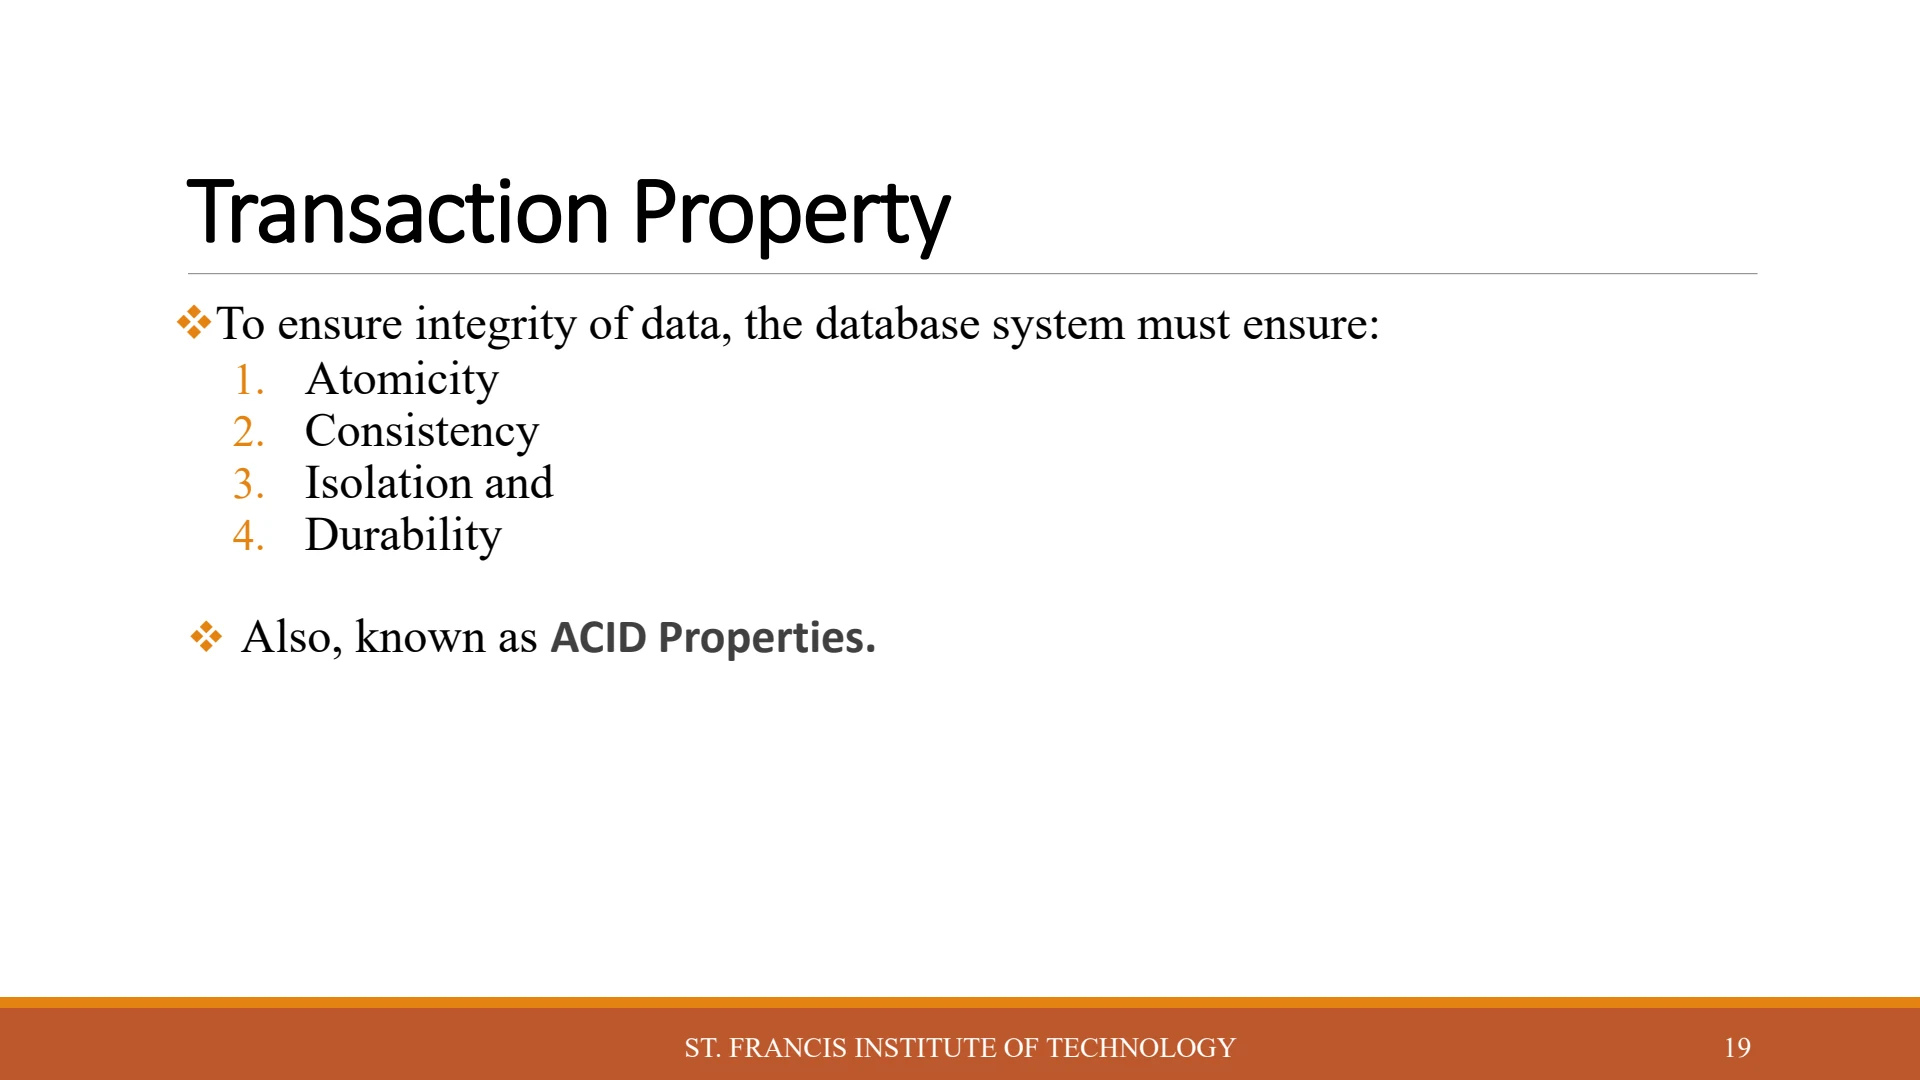 Transaction Property
❖To ensure integrity of data, the database system must ensure:
1. Atomicity
2. Consistency
3. Isolation and
4. Durability
❖ Also, known as ACID Properties.
ST. FRANCIS INSTITUTE OF TECHNOLOGY 19